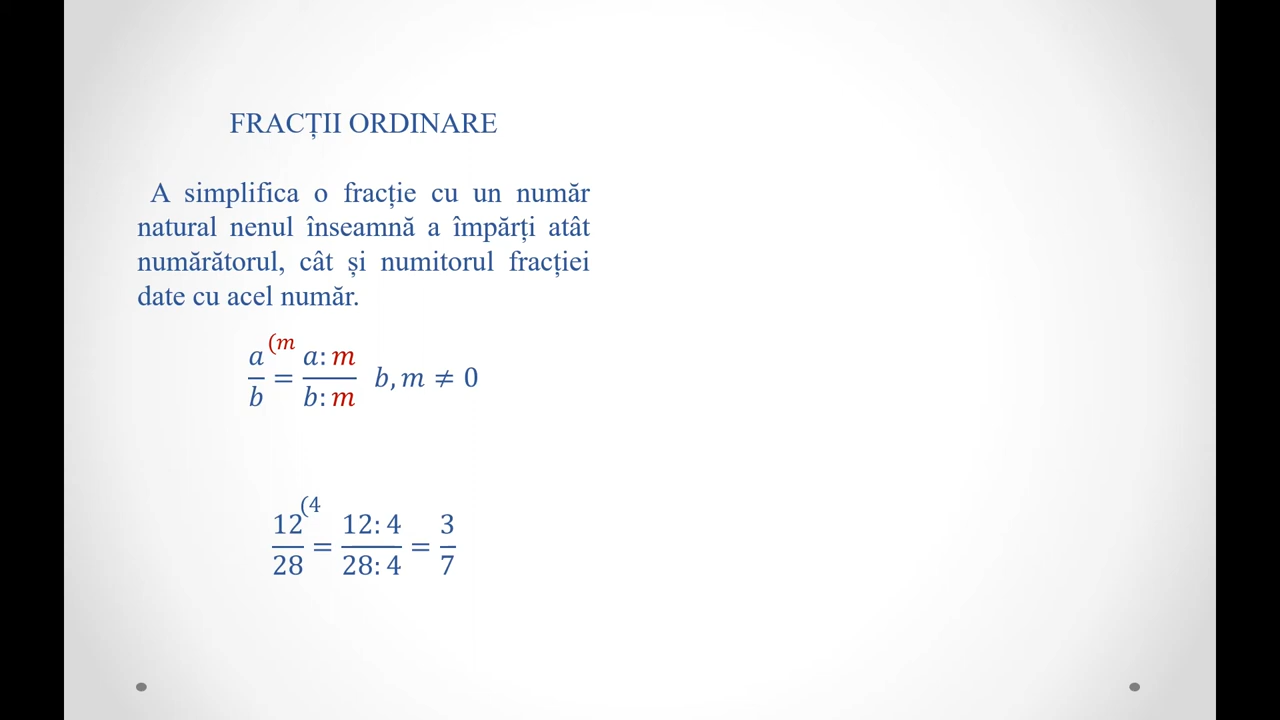 FRACȚII ORDINARE
A simplifica o fracție cu un număr
natural nenul înseamnă a împărți atât
numărătorul, cât și numitorul fracției
date cu acel număr.
a/b (m = a:m/b:m b, m ≠ 0
12/28 (4 = 12:4/28:4 = 3/7